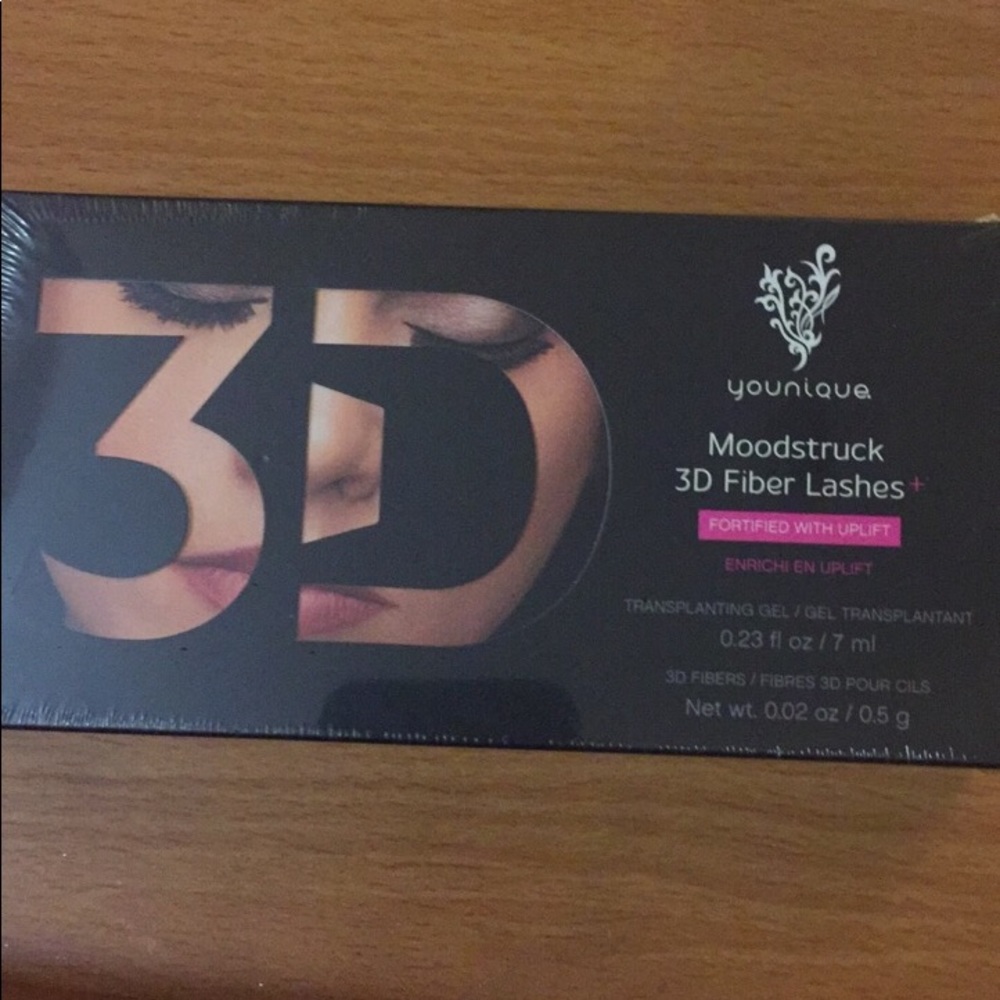 3D
younique
Moodstruck
3D Fiber Lashes+
FORTIFIED WITH UPLIFT
ENRICHI EN UPLIFT
TRANSPLANTING GEL / GEL TRANSPLANTANT
0.23 fl oz / 7 ml
3D FIBERS / FIBRES 3D POUR CILS
Net wt. 0.02 oz / 0.5 g